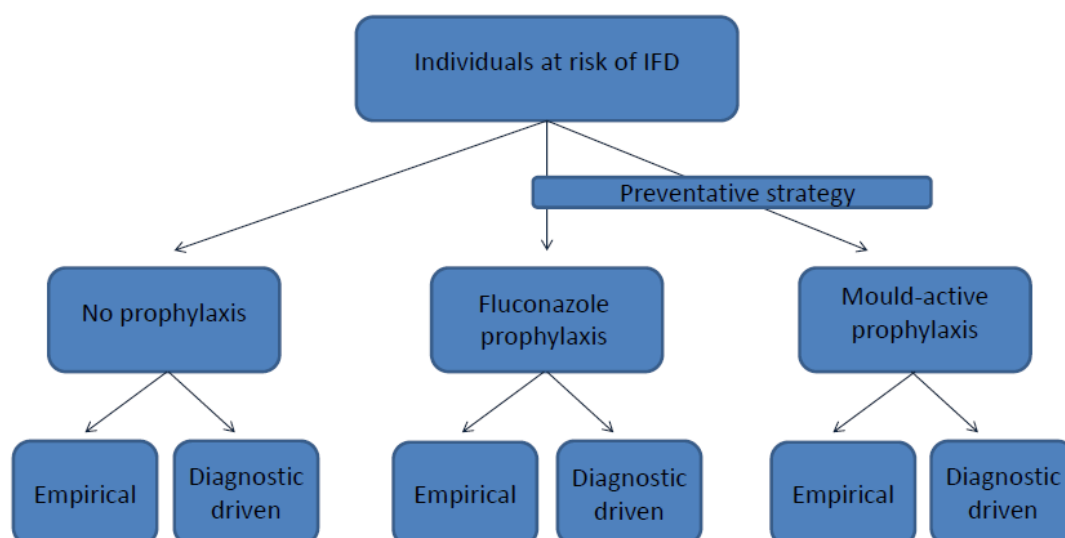 Individuals at risk of IFD
Preventative strategy
No prophylaxis
Fluconazole
prophylaxis
Mould-active
prophylaxis
Empirical
Diagnostic
driven
Empirical
Diagnostic
driven
Empirical
Diagnostic
driven